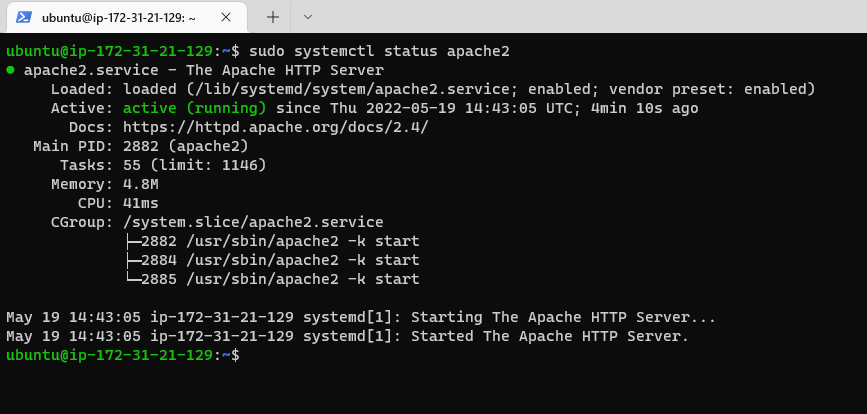 ubuntu@ip-172-31-21-129: ~
ubuntu@ip-172-31-21-129:~$ sudo systemctl status apache2
● apache2.service - The Apache HTTP Server
     Loaded: loaded (/lib/systemd/system/apache2.service; enabled; vendor preset: enabled)
     Active: active (running) since Thu 2022-05-19 14:43:05 UTC; 4min 10s ago
       Docs: https://httpd.apache.org/docs/2.4/
   Main PID: 2882 (apache2)
      Tasks: 55 (limit: 1146)
     Memory: 4.8M
        CPU: 41ms
     CGroup: /system.slice/apache2.service
             ├─2882 /usr/sbin/apache2 -k start
             ├─2884 /usr/sbin/apache2 -k start
             └─2885 /usr/sbin/apache2 -k start
May 19 14:43:05 ip-172-31-21-129 systemd[1]: Starting The Apache HTTP Server...
May 19 14:43:05 ip-172-31-21-129 systemd[1]: Started The Apache HTTP Server.
ubuntu@ip-172-31-21-129:~$